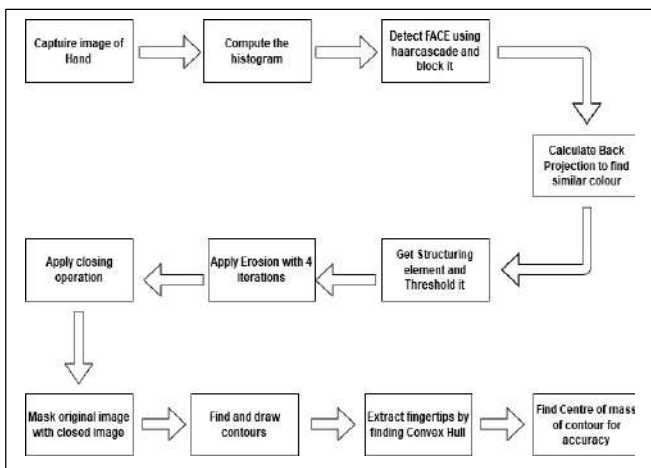 Captuire image of
Hand
Compute the
histogram
Detect FACE using
haarcascade and
block it
Calculate Back
Projection to find
similar colour
Get Structuring
element and
Threshold it
Apply Erosion with 4
iterations
Apply closing
operation
Mask original image
with closed image
Find and draw
contours
Extract fingertips by
finding Convex Hull
Find Centre of mass
of contour for
accuracy